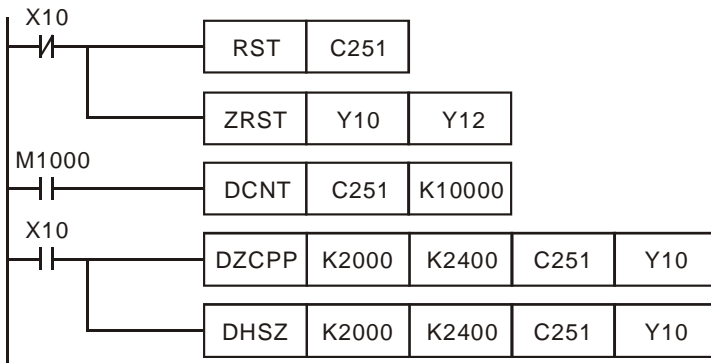 X10
RST C251
ZRST Y10 Y12
M1000
DCNT C251 K10000
X10
DZCPP K2000 K2400 C251 Y10
DHSZ K2000 K2400 C251 Y10